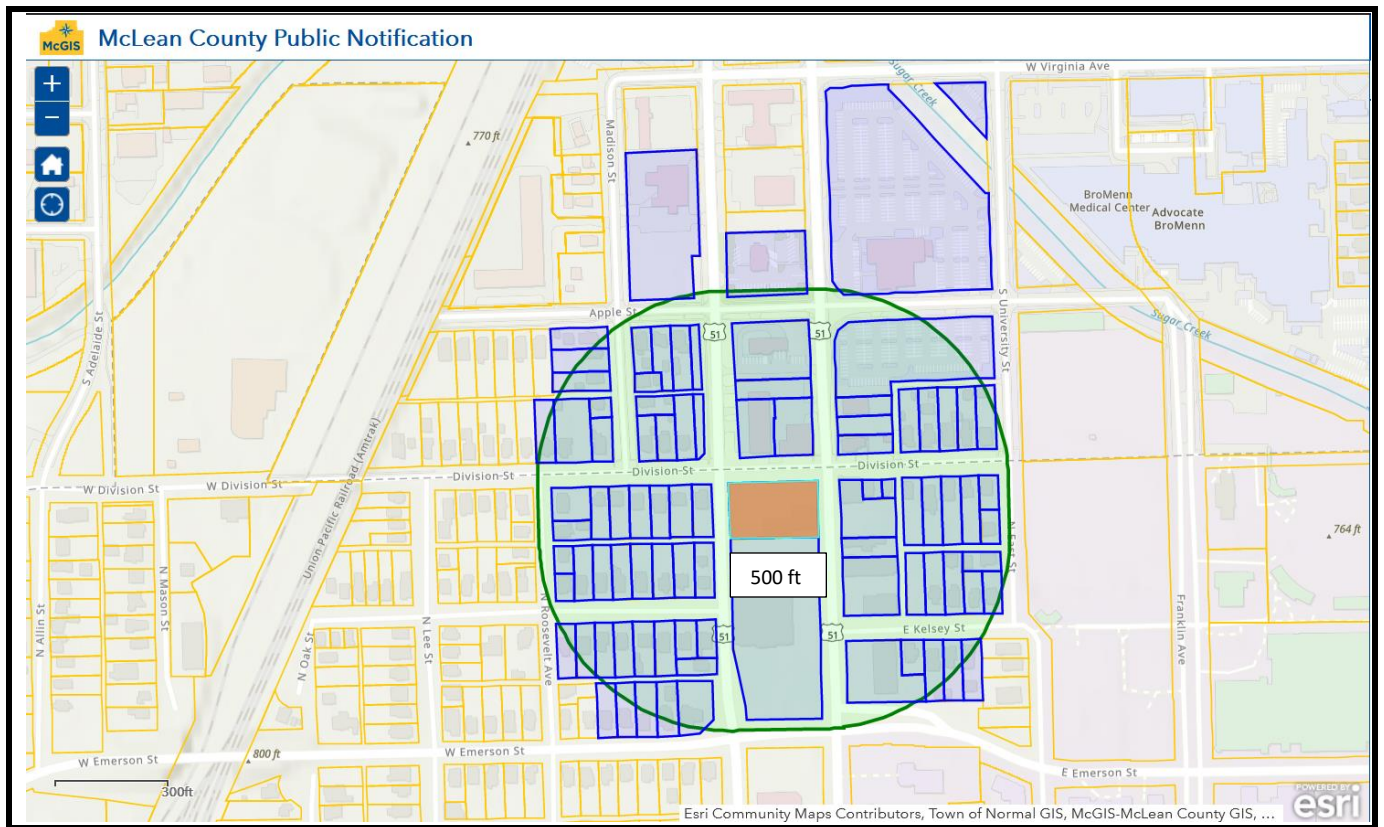 McGIS
McLean County Public Notification
+
−
W Virginia Ave
Sugar Creek
770 ft
Madison St
BroMenn
Medical Center
Advocate
BroMenn
S Adelaide St
Apple St
51
51
S University St
Sugar Creek
Union Pacific Railroad (Amtrak)
W Division St
W Division St
Division St
Division St
Division St
764 ft
500 ft
N Allin St
N Mason St
N Oak St
N Lee St
N Roosevelt Ave
51
51
E Kelsey St
N East St
Franklin Ave
W Emerson St
800 ft
W Emerson St
E Emerson St
300ft
Esri Community Maps Contributors, Town of Normal GIS, McGIS-McLean County GIS, ...
POWERED BY
esri